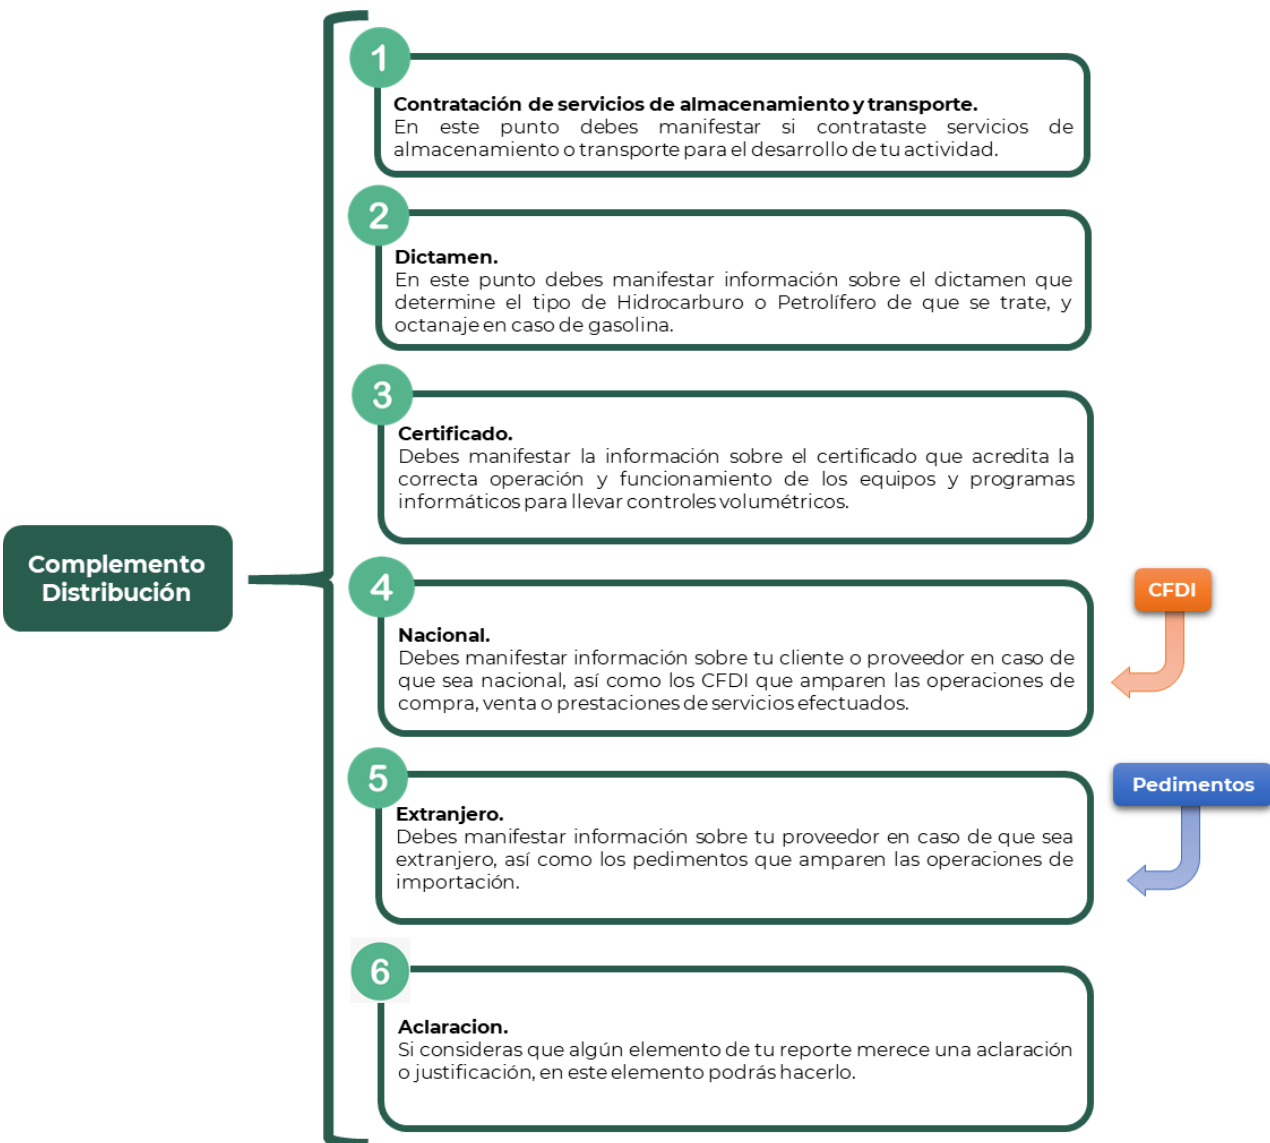 1
Contratación de servicios de almacenamiento y transporte.
En este punto debes manifestar si contrataste servicios de
almacenamiento o transporte para el desarrollo de tu actividad.
2
Dictamen.
En este punto debes manifestar información sobre el dictamen que
determine el tipo de Hidrocarburo o Petrolífero de que se trate, y
octanaje en caso de gasolina.
3
Certificado.
Debes manifestar la información sobre el certificado que acredita la
correcta operación y funcionamiento de los equipos y programas
informáticos para llevar controles volumétricos.
Complemento
Distribución
4
Nacional.
Debes manifestar información sobre tu cliente o proveedor en caso de
que sea nacional, así como los CFDI que amparen las operaciones de
compra, venta o prestaciones de servicios efectuados.
CFDI
5
Extranjero.
Debes manifestar información sobre tu proveedor en caso de que sea
extranjero, así como los pedimentos que amparen las operaciones de
importación.
Pedimentos
6
Aclaracion.
Si consideras que algún elemento de tu reporte merece una aclaración
o justificación, en este elemento podrás hacerlo.